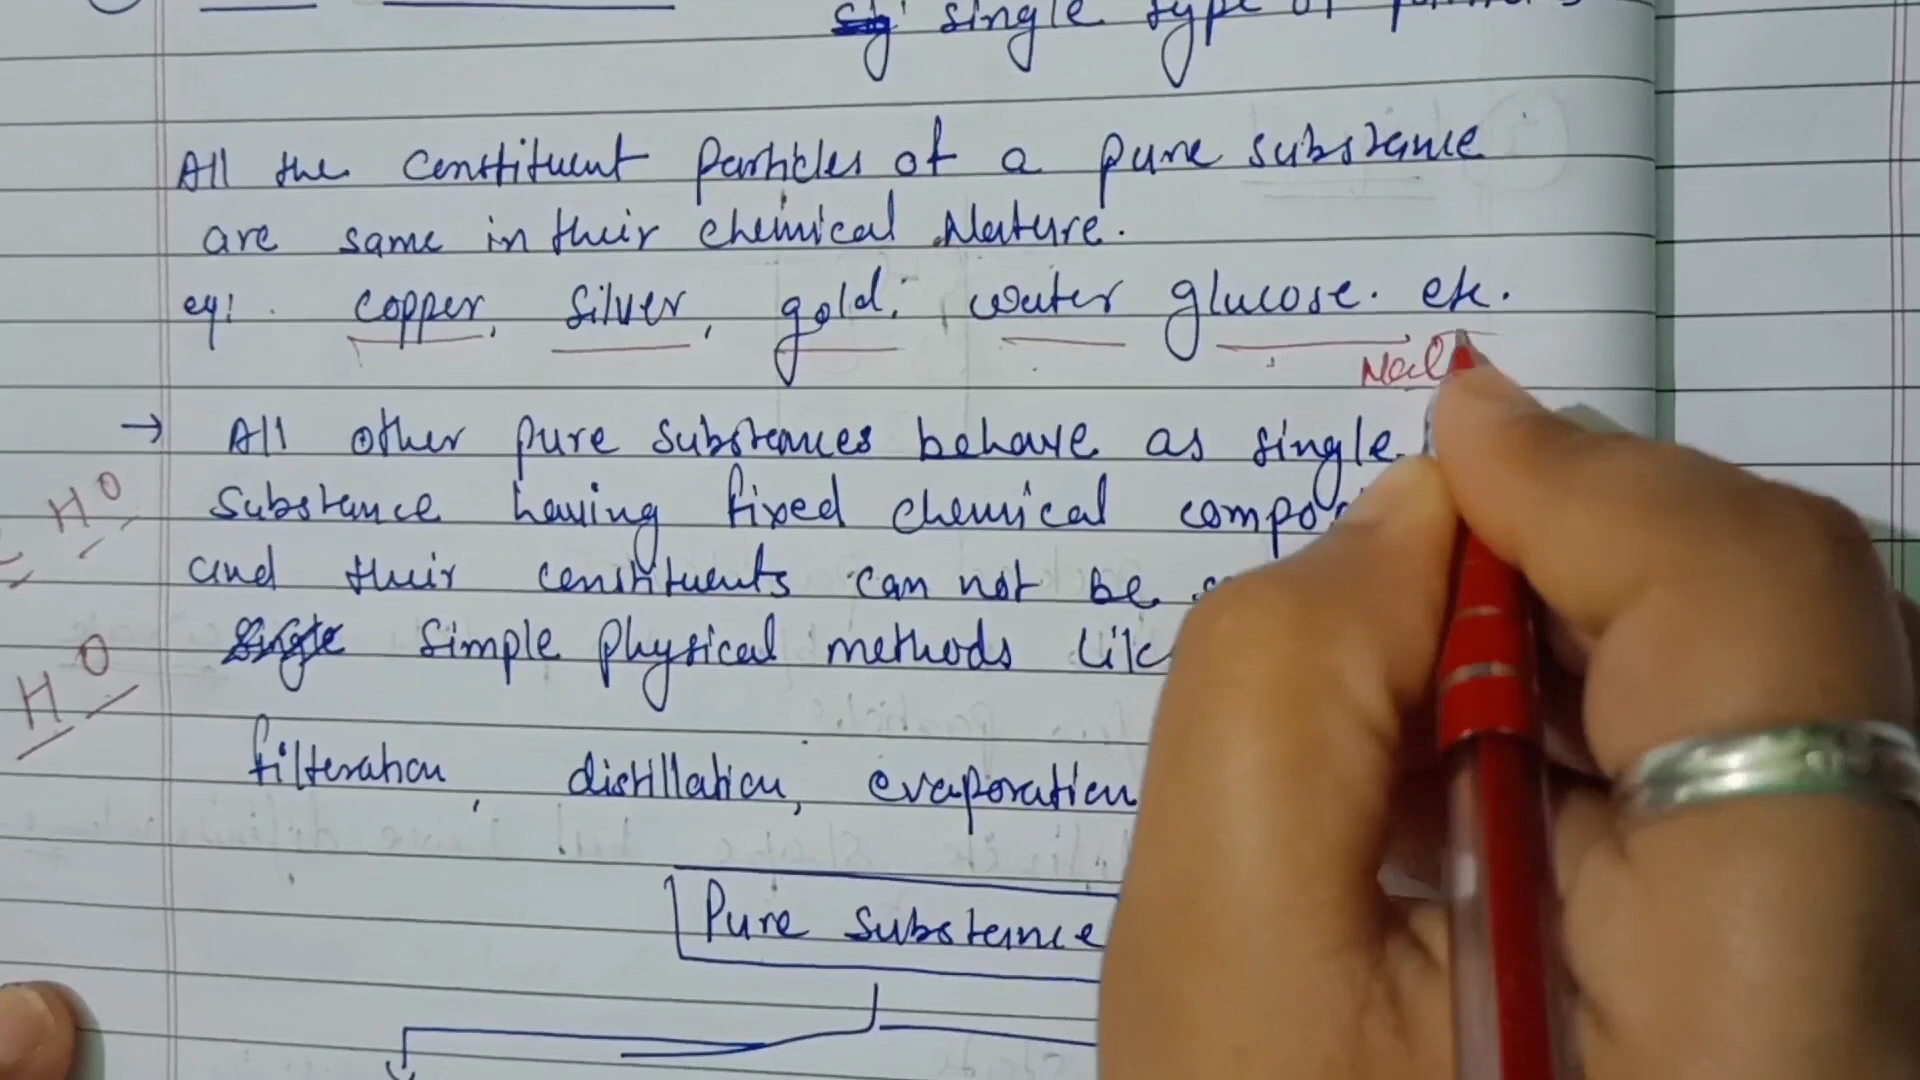 single type of
All the Constituent Particles of a pure substance
are same in their chemical Nature.
eg: copper, silver, gold, water glucose. etc.
NaCl
→ All other pure substances behave as single
H O
substance having fixed chemical compo
and their constituents can not be
single simple physical methods like
H O
filteration, distillation, evaporation
Pure substance